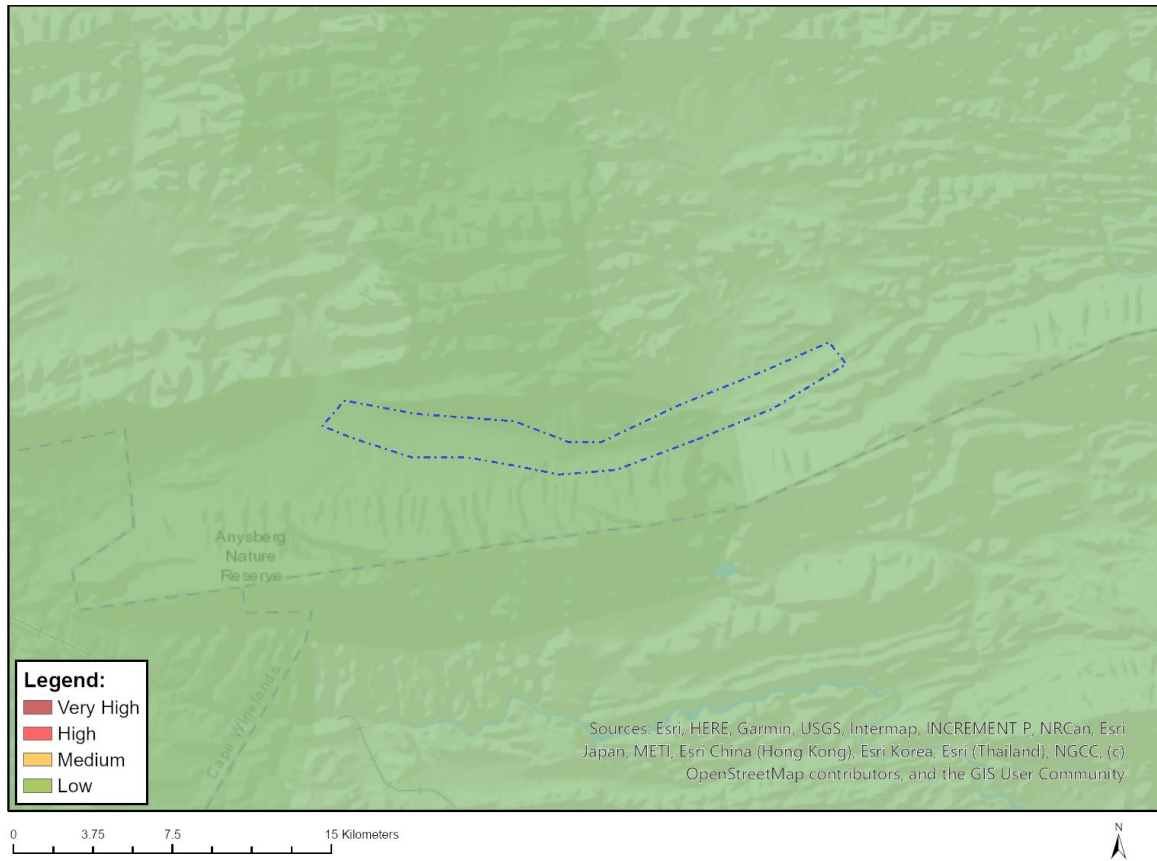 Anysberg
Nature
Reserve
Cape Winelands
Legend:
Very High
High
Medium
Low
Sources: Esri, HERE, Garmin, USGS, Intermap, INCREMENT P, NRCan, Esri
Japan, METI, Esri China (Hong Kong), Esri Korea, Esri (Thailand), NGCC, (c)
OpenStreetMap contributors, and the GIS User Community
0 3.75 7.5 15 Kilometers
N